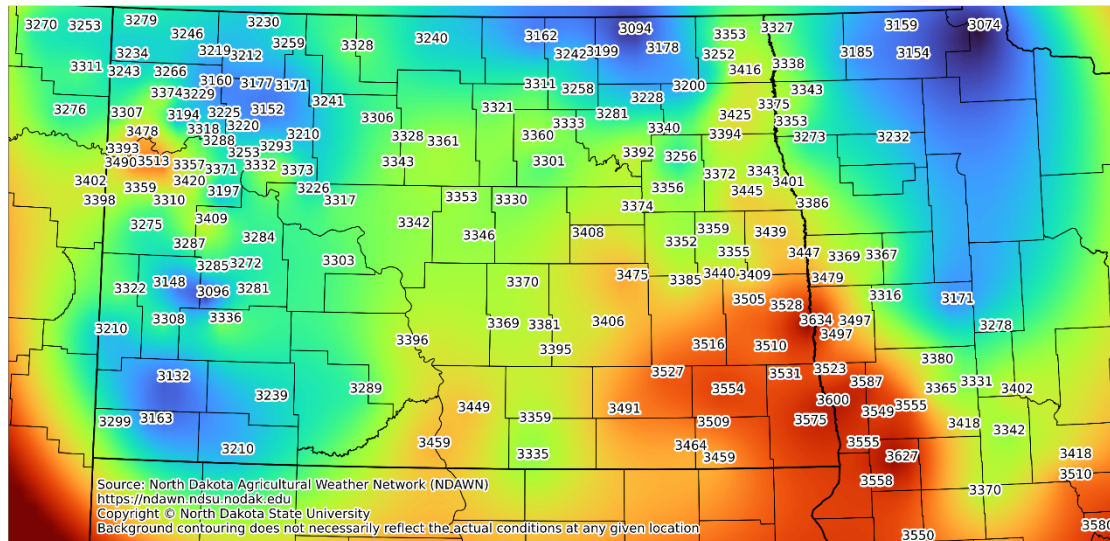 3270 3253 3279 3246 3230 3259 3328 3240 3162 3094 3353 3327 3159 3074
3234 3219 3212 3242 3199 3178 3252 3185 3154
3311 3243 3266 3160 3177 3171 3311 3258 3200 3416 3338
3276 3307 3374 3229 3152 3241 3321 3228 3375 3343
3478 3194 3225 3220 3210 3306 3333 3281 3425 3353
3393 3318 3288 3293 3328 3361 3360 3340 3394 3273 3232
3490 3513 3357 3253 3332 3343 3301 3392 3256
3402 3420 3371 3373 3372 3343 3401
3398 3359 3310 3197 3226 3317 3353 3330 3356 3445 3386
3275 3409 3342 3374
3287 3284 3346 3408 3352 3359 3439
3285 3272 3303 3355 3447 3369 3367
3322 3148 3096 3281 3370 3475 3385 3440 3409 3479
3505 3528 3316 3171
3210 3308 3336 3369 3381 3406 3634 3497 3278
3396 3395 3516 3510 3497
3132 3527 3531 3523 3380
3239 3289 3554 3587 3365 3331 3402
3299 3163 3449 3359 3491 3509 3600 3575 3549 3555
3210 3459 3335 3464 3459 3555 3627 3418 3342 3418
3558 3370 3510
3550 3580
Source: North Dakota Agricultural Weather Network (NDAWN)
https://ndawn.ndsu.nodak.edu
Copyright © North Dakota State University
Background contouring does not necessarily reflect the actual conditions at any given location